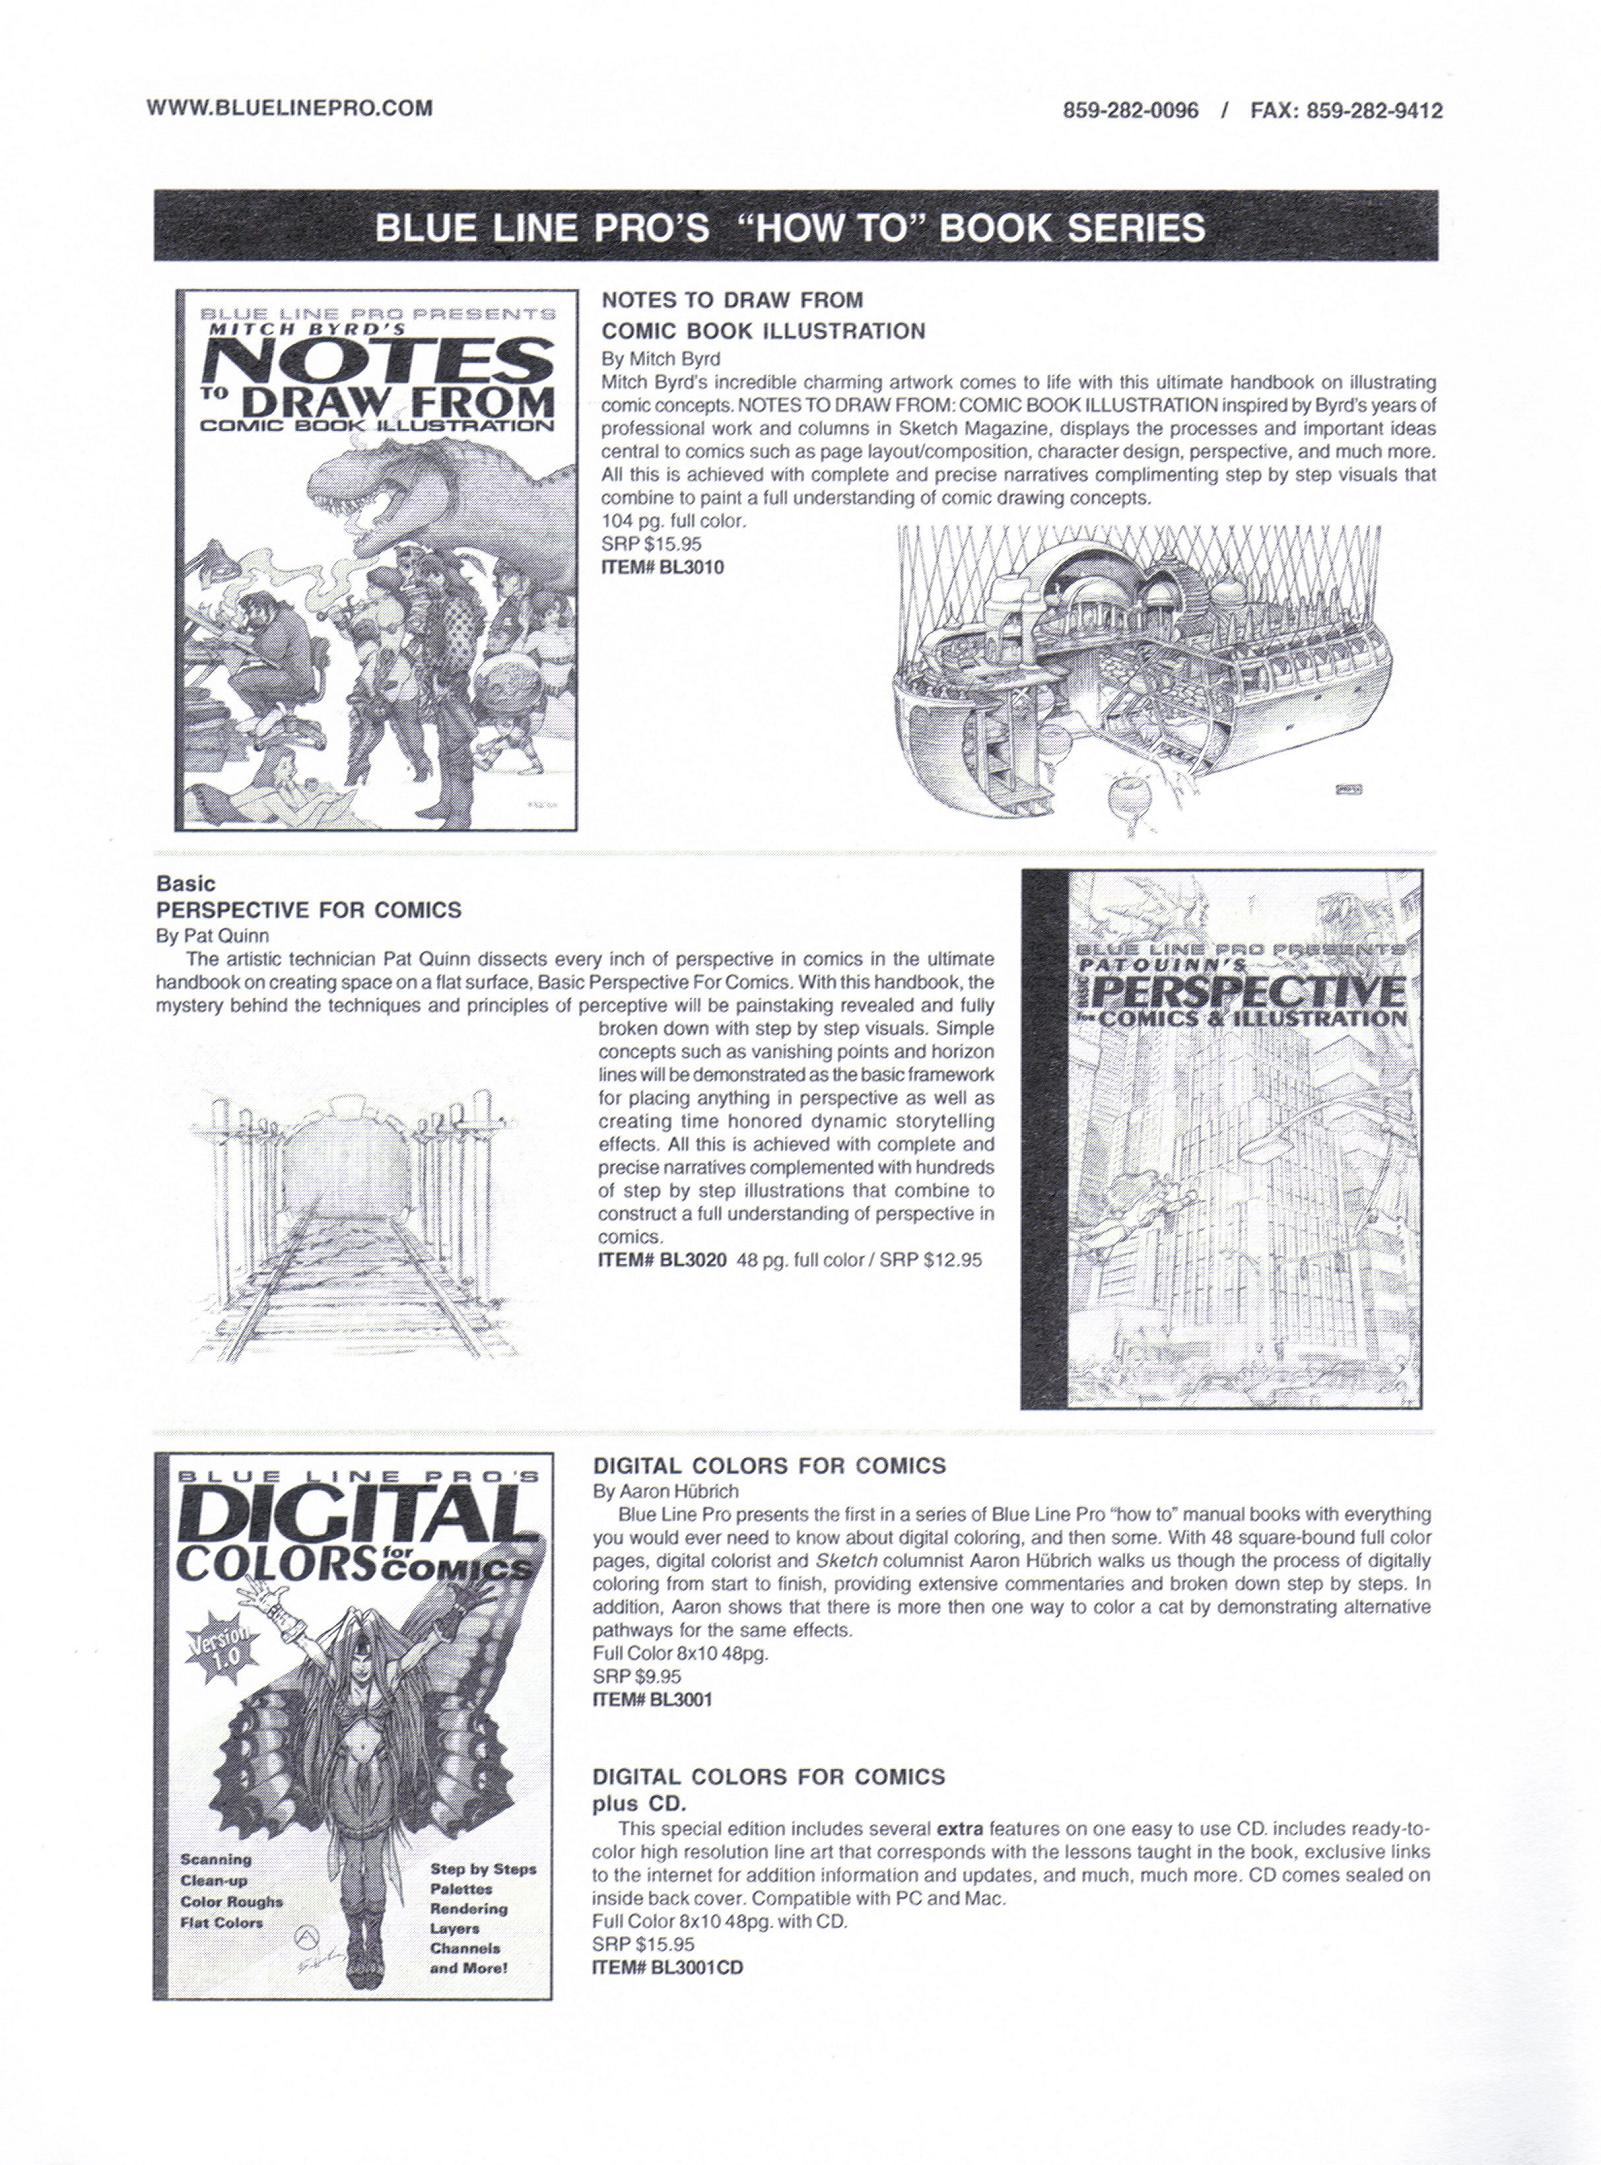 WWW.BLUELINEPRO.COM
859-282-0096 / FAX: 859-282-9412
BLUE LINE PRO'S "HOW TO" BOOK SERIES
BLUE LINE PRO PRESENTS
MITCH BYRD'S
NOTES
TO DRAW FROM
COMIC BOOK ILLUSTRATION
NOTES TO DRAW FROM
COMIC BOOK ILLUSTRATION
By Mitch Byrd
Mitch Byrd's incredible charming artwork comes to life with this ultimate handbook on illustrating
comic concepts. NOTES TO DRAW FROM: COMIC BOOK ILLUSTRATION inspired by Byrd's years of
professional work and columns in Sketch Magazine, displays the processes and important ideas
central to comics such as page layout/composition, character design, perspective, and much more.
All this is achieved with complete and precise narratives complimenting step by step visuals that
combine to paint a full understanding of comic drawing concepts.
104 pg. full color.
SRP $15.95
ITEM# BL3010
Basic
PERSPECTIVE FOR COMICS
By Pat Quinn
The artistic technician Pat Quinn dissects every inch of perspective in comics in the ultimate
handbook on creating space on a flat surface, Basic Perspective For Comics. With this handbook, the
mystery behind the techniques and principles of perceptive will be painstaking revealed and fully
broken down with step by step visuals. Simple
concepts such as vanishing points and horizon
lines will be demonstrated as the basic framework
for placing anything in perspective as well as
creating time honored dynamic storytelling
effects. All this is achieved with complete and
precise narratives complemented with hundreds
of step by step illustrations that combine to
construct a full understanding of perspective in
comics.
ITEM# BL3020 48 pg. full color / SRP $12.95
BLUE LINE PRO PRESENTS
PAT QUINN'S
BASIC PERSPECTIVE
for COMICS & ILLUSTRATION
BLUE LINE PRO'S
DIGITAL
COLORS for COMICS
Version
1.0
Scanning
Clean-up
Color Roughs
Flat Colors
Step by Steps
Palettes
Rendering
Layers
Channels
and More!
DIGITAL COLORS FOR COMICS
By Aaron Hübrich
Blue Line Pro presents the first in a series of Blue Line Pro "how to" manual books with everything
you would ever need to know about digital coloring, and then some. With 48 square-bound full color
pages, digital colorist and Sketch columnist Aaron Hübrich walks us though the process of digitally
coloring from start to finish, providing extensive commentaries and broken down step by steps. In
addition, Aaron shows that there is more then one way to color a cat by demonstrating alternative
pathways for the same effects.
Full Color 8x10 48pg.
SRP $9.95
ITEM# BL3001
DIGITAL COLORS FOR COMICS
plus CD.
This special edition includes several extra features on one easy to use CD. includes ready-to-
color high resolution line art that corresponds with the lessons taught in the book, exclusive links
to the internet for addition information and updates, and much, much more. CD comes sealed on
inside back cover. Compatible with PC and Mac.
Full Color 8x10 48pg. with CD.
SRP $15.95
ITEM# BL3001CD